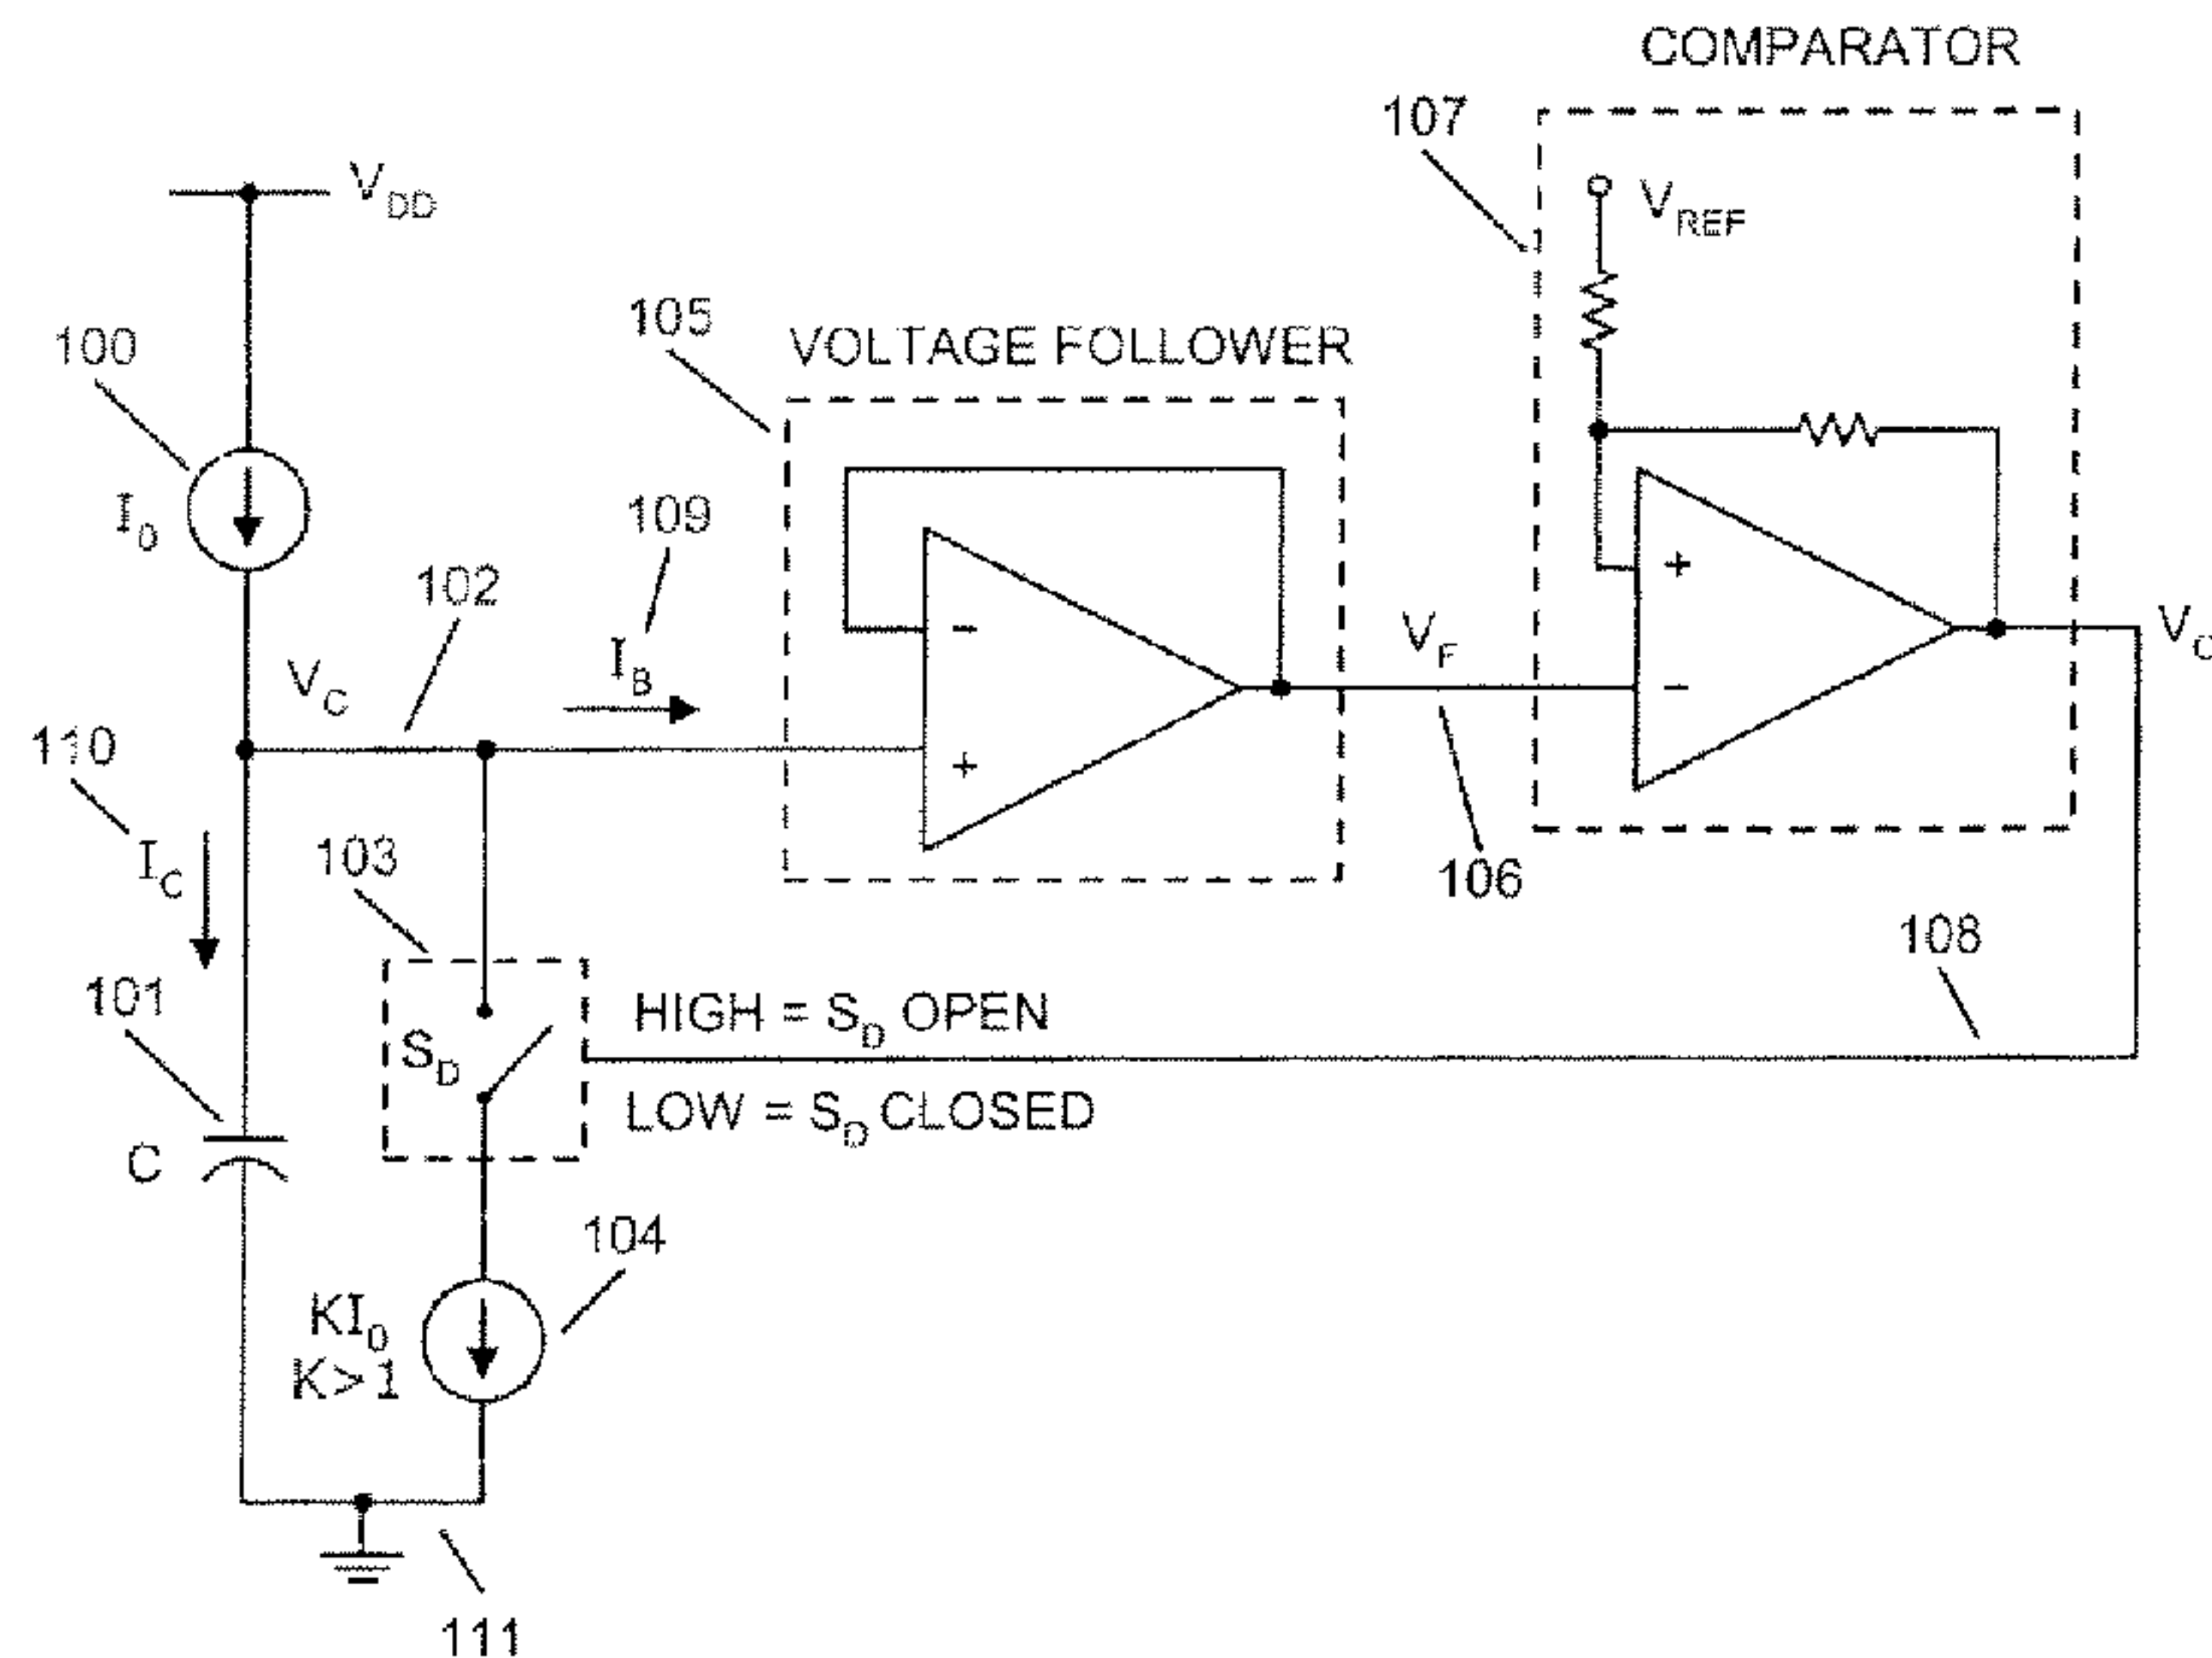 COMPARATOR
107
V_DD
V_REF
105
VOLTAGE FOLLOWER
100
I_0
109
102
I_B
V_C
V_F
V_O
+
-
-
+
110
I_C
103
106
108
101
HIGH = S_D OPEN
S_D
LOW = S_D CLOSED
C
104
KI_0
K>1
111